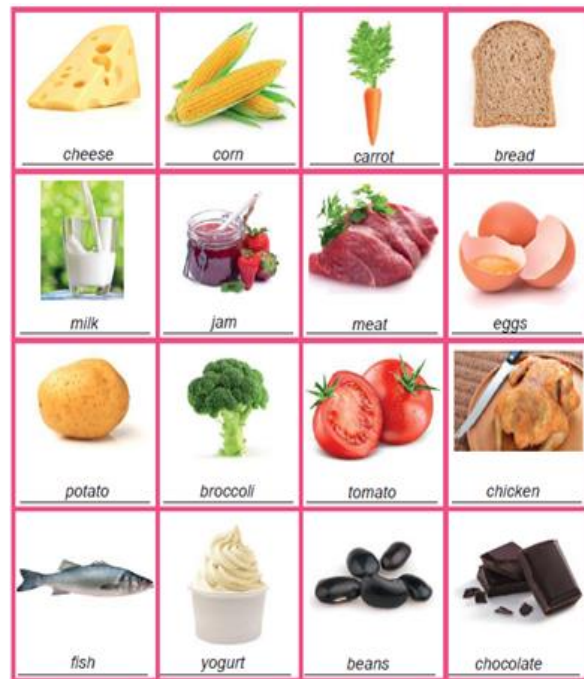 cheese
corn
carrot
bread
milk
jam
meat
eggs
potato
broccoli
tomato
chicken
fish
yogurt
beans
chocolate